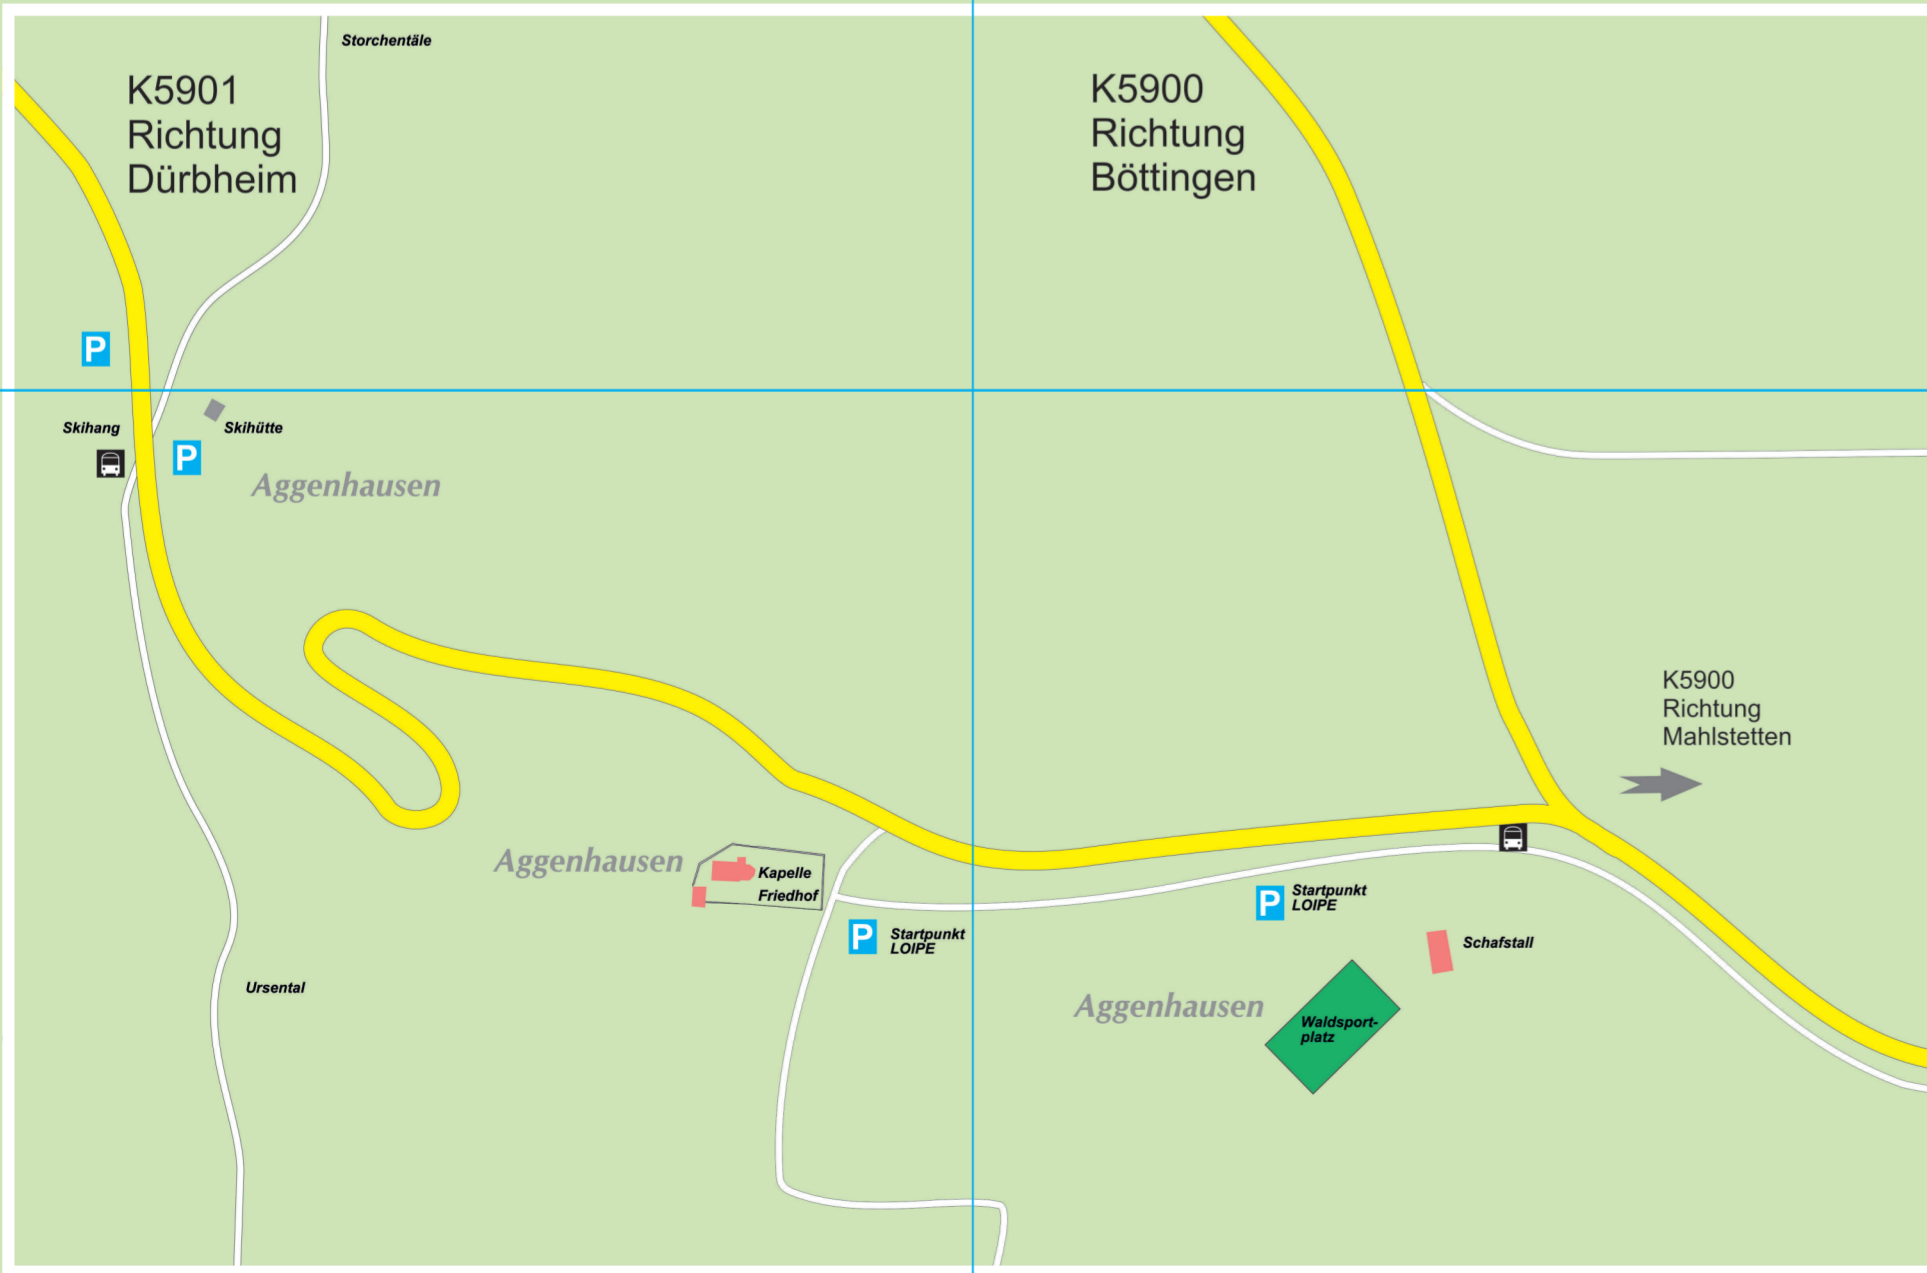 Storchentäle
K5901
Richtung
Dürbheim
K5900
Richtung
Böttingen
P
Skihang
Skihütte
P
Aggenhausen
K5900
Richtung
Mahlstetten
Aggenhausen
Kapelle
Friedhof
P
Startpunkt
LOIPE
P
Startpunkt
LOIPE
Schafstall
Ursental
Aggenhausen
Waldsport-
platz